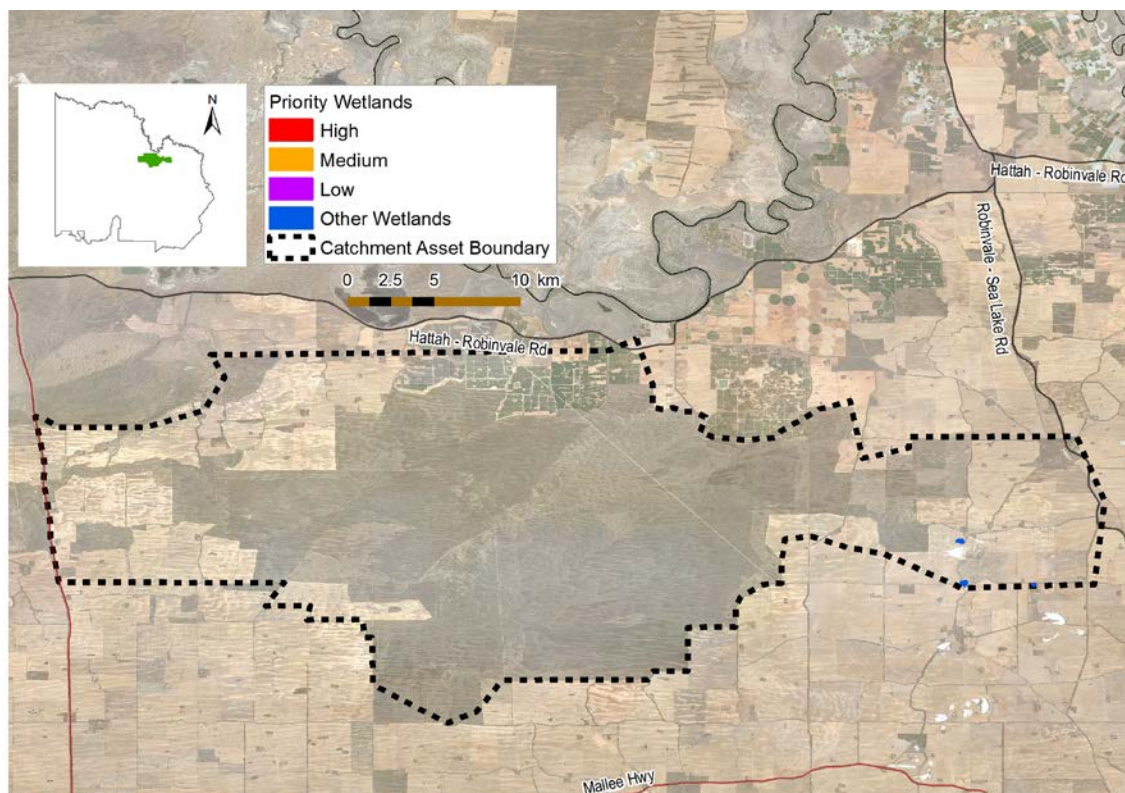 N
Priority Wetlands
High
Medium
Low
Other Wetlands
Catchment Asset Boundary
0 2.5 5 10 km
Hattah - Robinvale Rd
Robinvale - Sea Lake Rd
Hattah - Robinvale Rd
Mallee Hwy